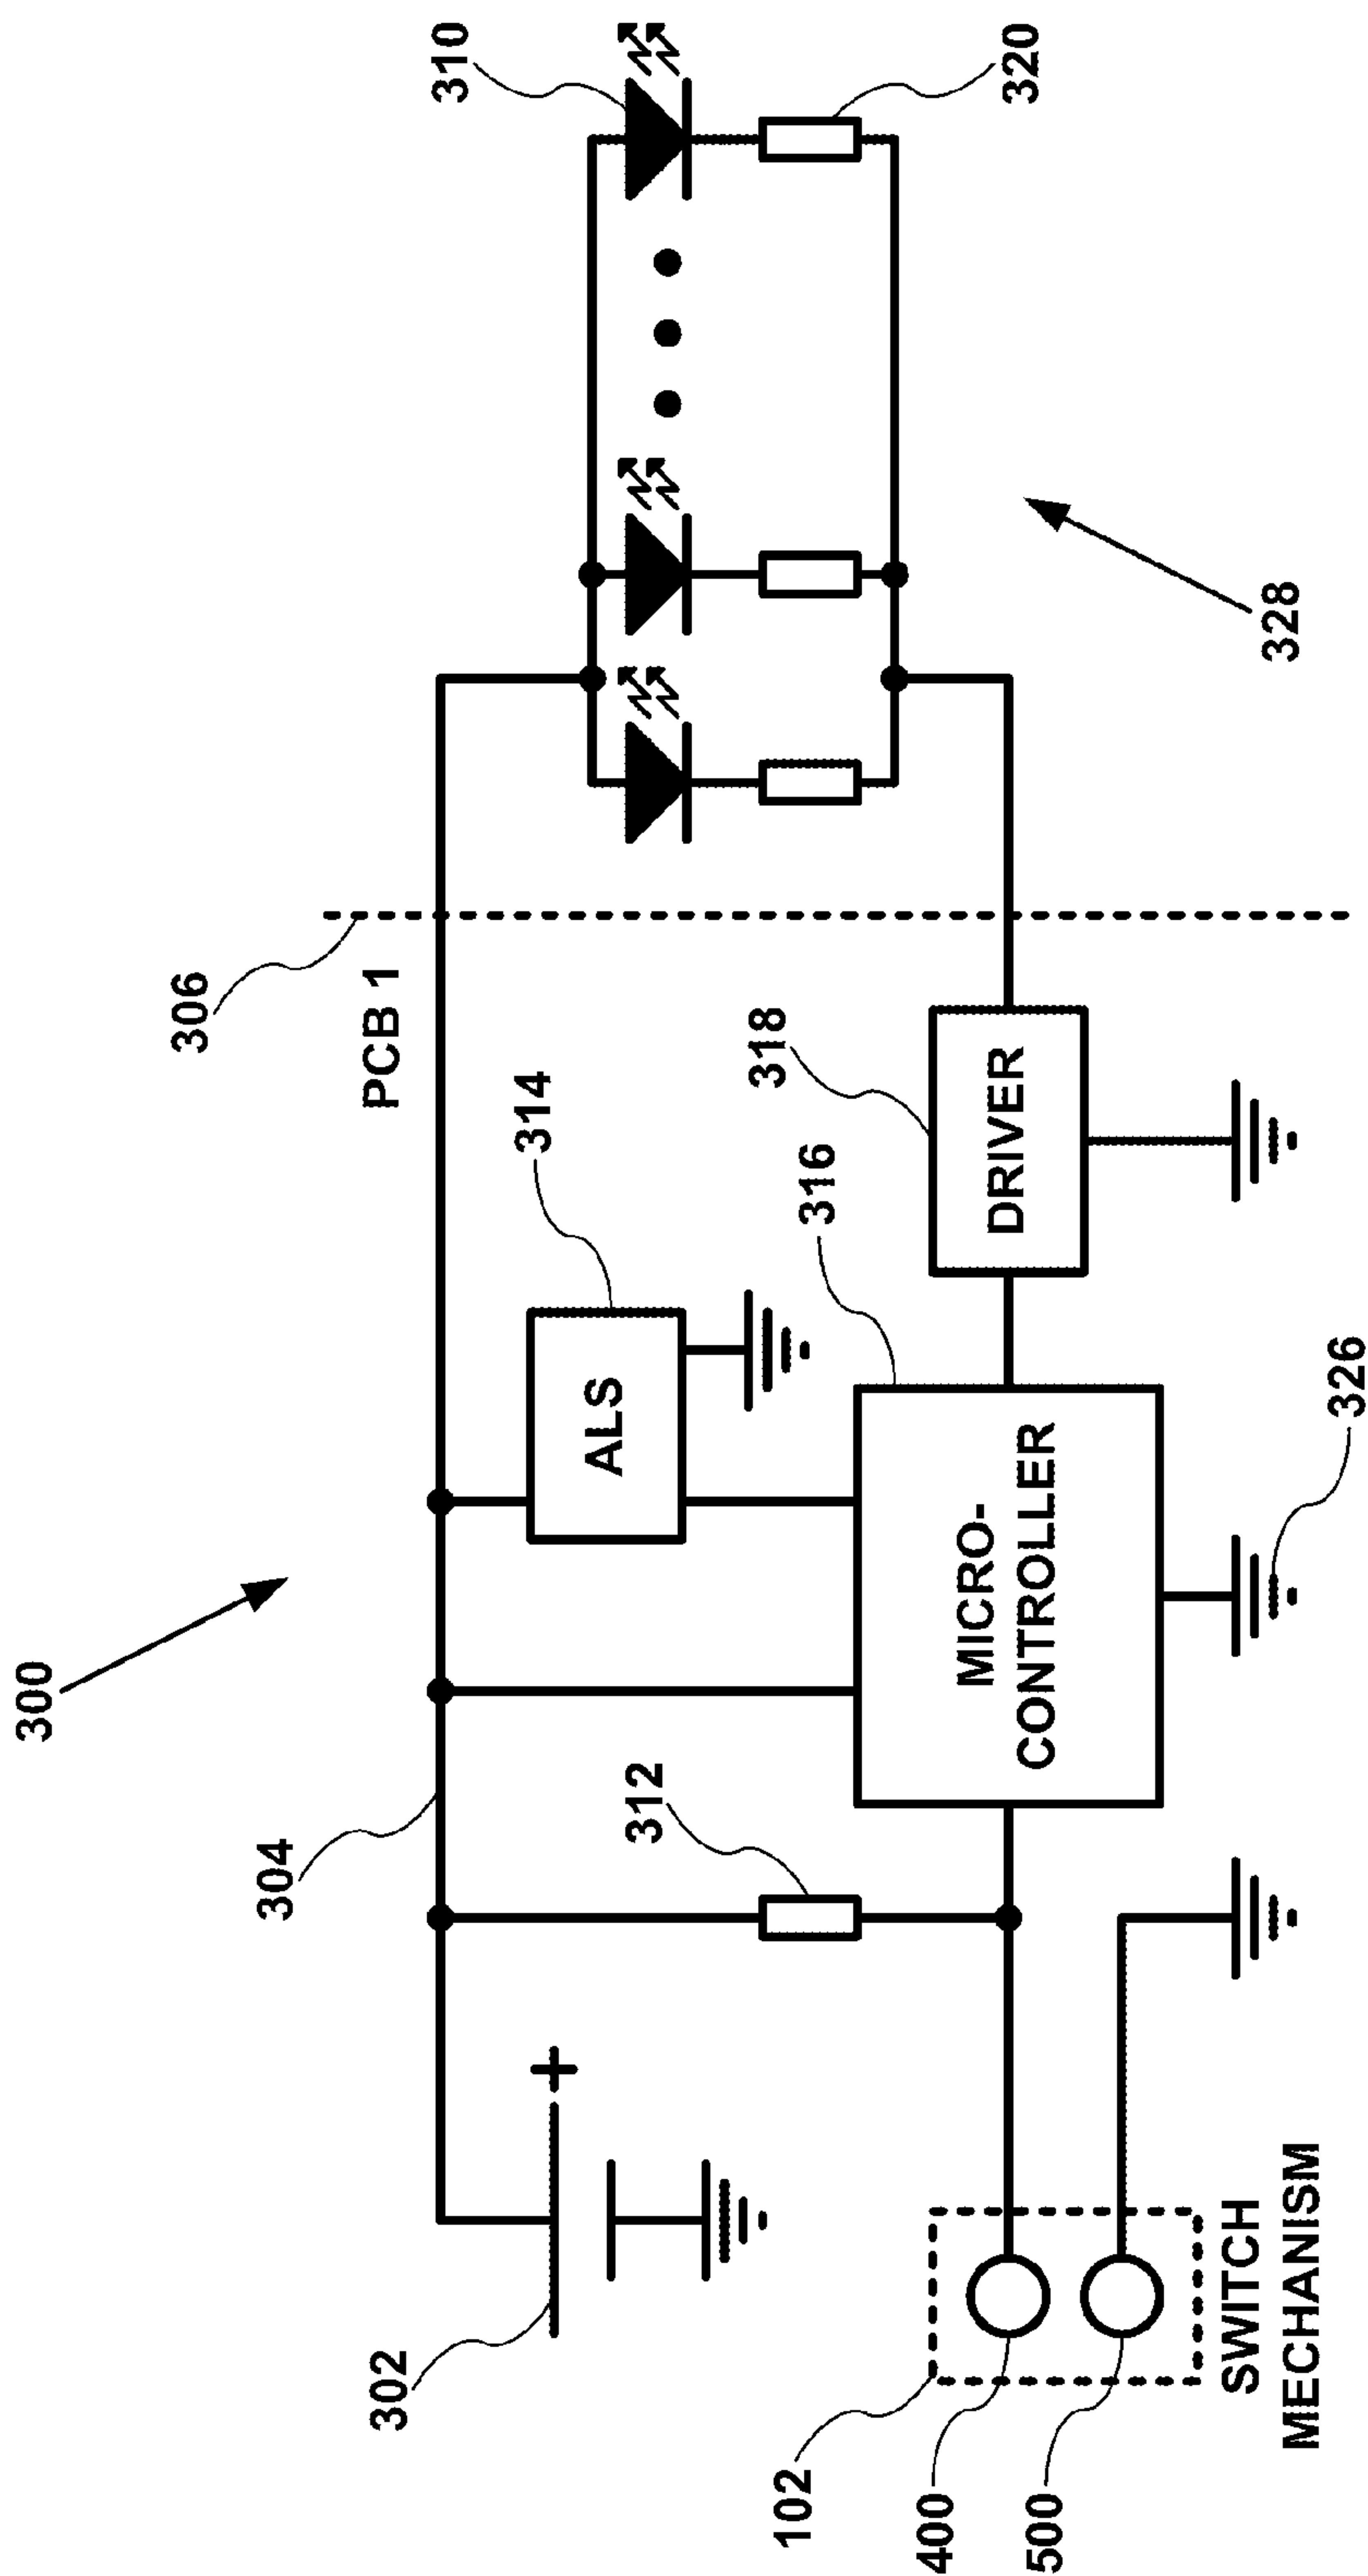 300
302
304
306
PCB 1
310
312
314
ALS
316
MICRO-
CONTROLLER
318
DRIVER
320
326
328
102
400
500
SWITCH
MECHANISM
+